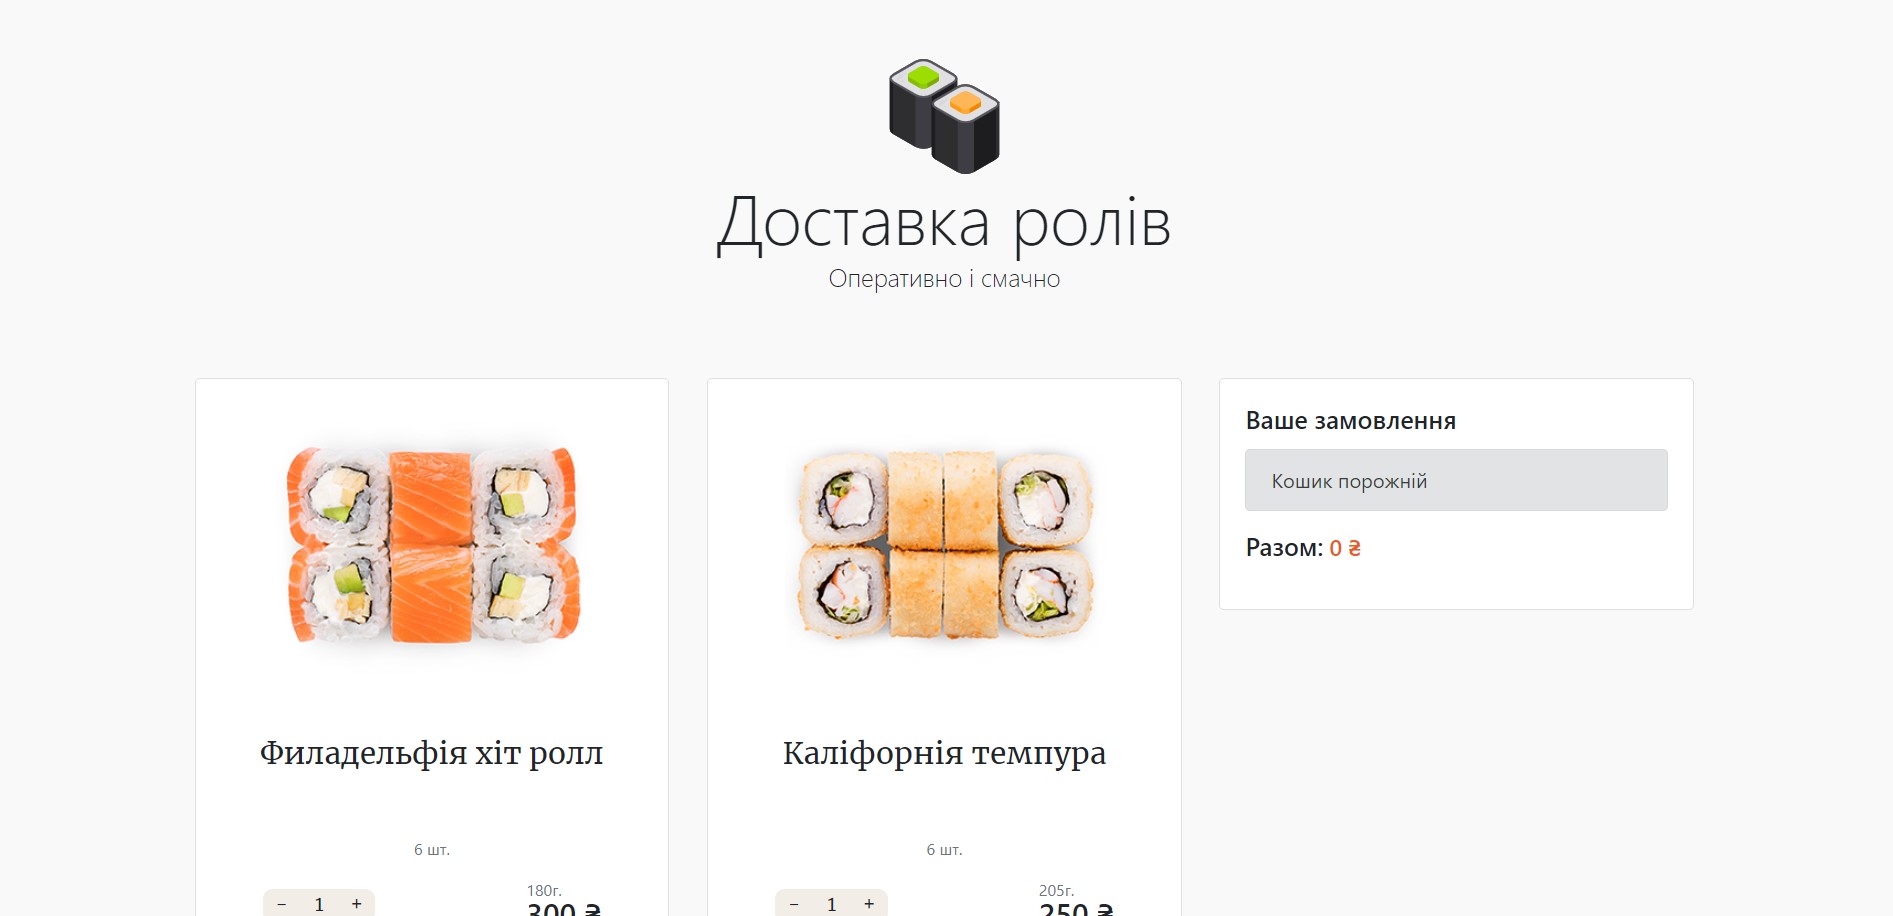 Доставка ролів
Оперативно і смачно
Филадельфія хіт ролл
6 шт.
− 1 +
180г.
300 ₴
Каліфорнія темпура
6 шт.
− 1 +
205г.
250 ₴
Ваше замовлення
Кошик порожній
Разом: 0 ₴